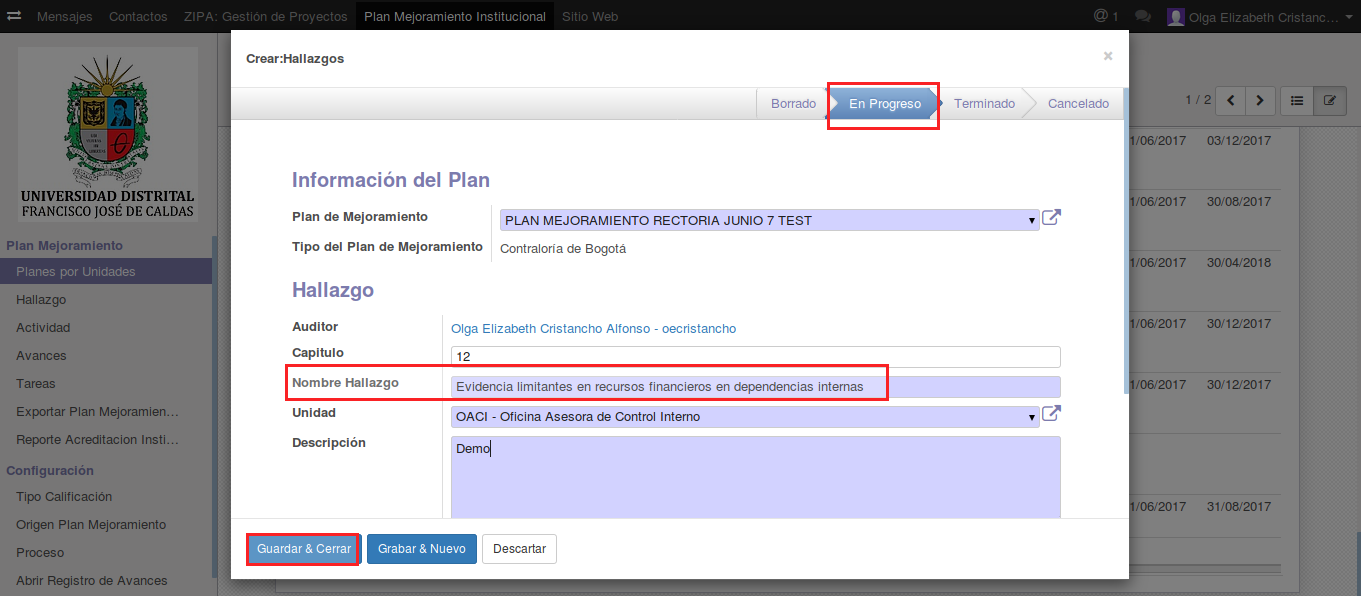 Mensajes Contactos ZIPA: Gestión de Proyectos Plan Mejoramiento Institucional Sitio Web @ 1 Olga Elizabeth Cristanc...
Crear:Hallazgos ×
Borrado En Progreso Terminado Cancelado
1 / 2
UNIVERSIDAD DISTRITAL
FRANCISCO JOSÉ DE CALDAS
Plan Mejoramiento
Planes por Unidades
Hallazgo
Actividad
Avances
Tareas
Exportar Plan Mejoramien...
Reporte Acreditacion Insti...
Configuración
Tipo Calificación
Origen Plan Mejoramiento
Proceso
Abrir Registro de Avances
Información del Plan
Plan de Mejoramiento PLAN MEJORAMIENTO RECTORIA JUNIO 7 TEST
Tipo del Plan de Mejoramiento Contraloría de Bogotá
Hallazgo
Auditor Olga Elizabeth Cristancho Alfonso - oecristancho
Capitulo 12
Nombre Hallazgo Evidencia limitantes en recursos financieros en dependencias internas
Unidad OACI - Oficina Asesora de Control Interno
Descripción Demo
Guardar & Cerrar Grabar & Nuevo Descartar
1/06/2017 03/12/2017
1/06/2017 30/08/2017
1/06/2017 30/04/2018
1/06/2017 30/12/2017
1/06/2017 30/12/2017
1/06/2017 31/08/2017